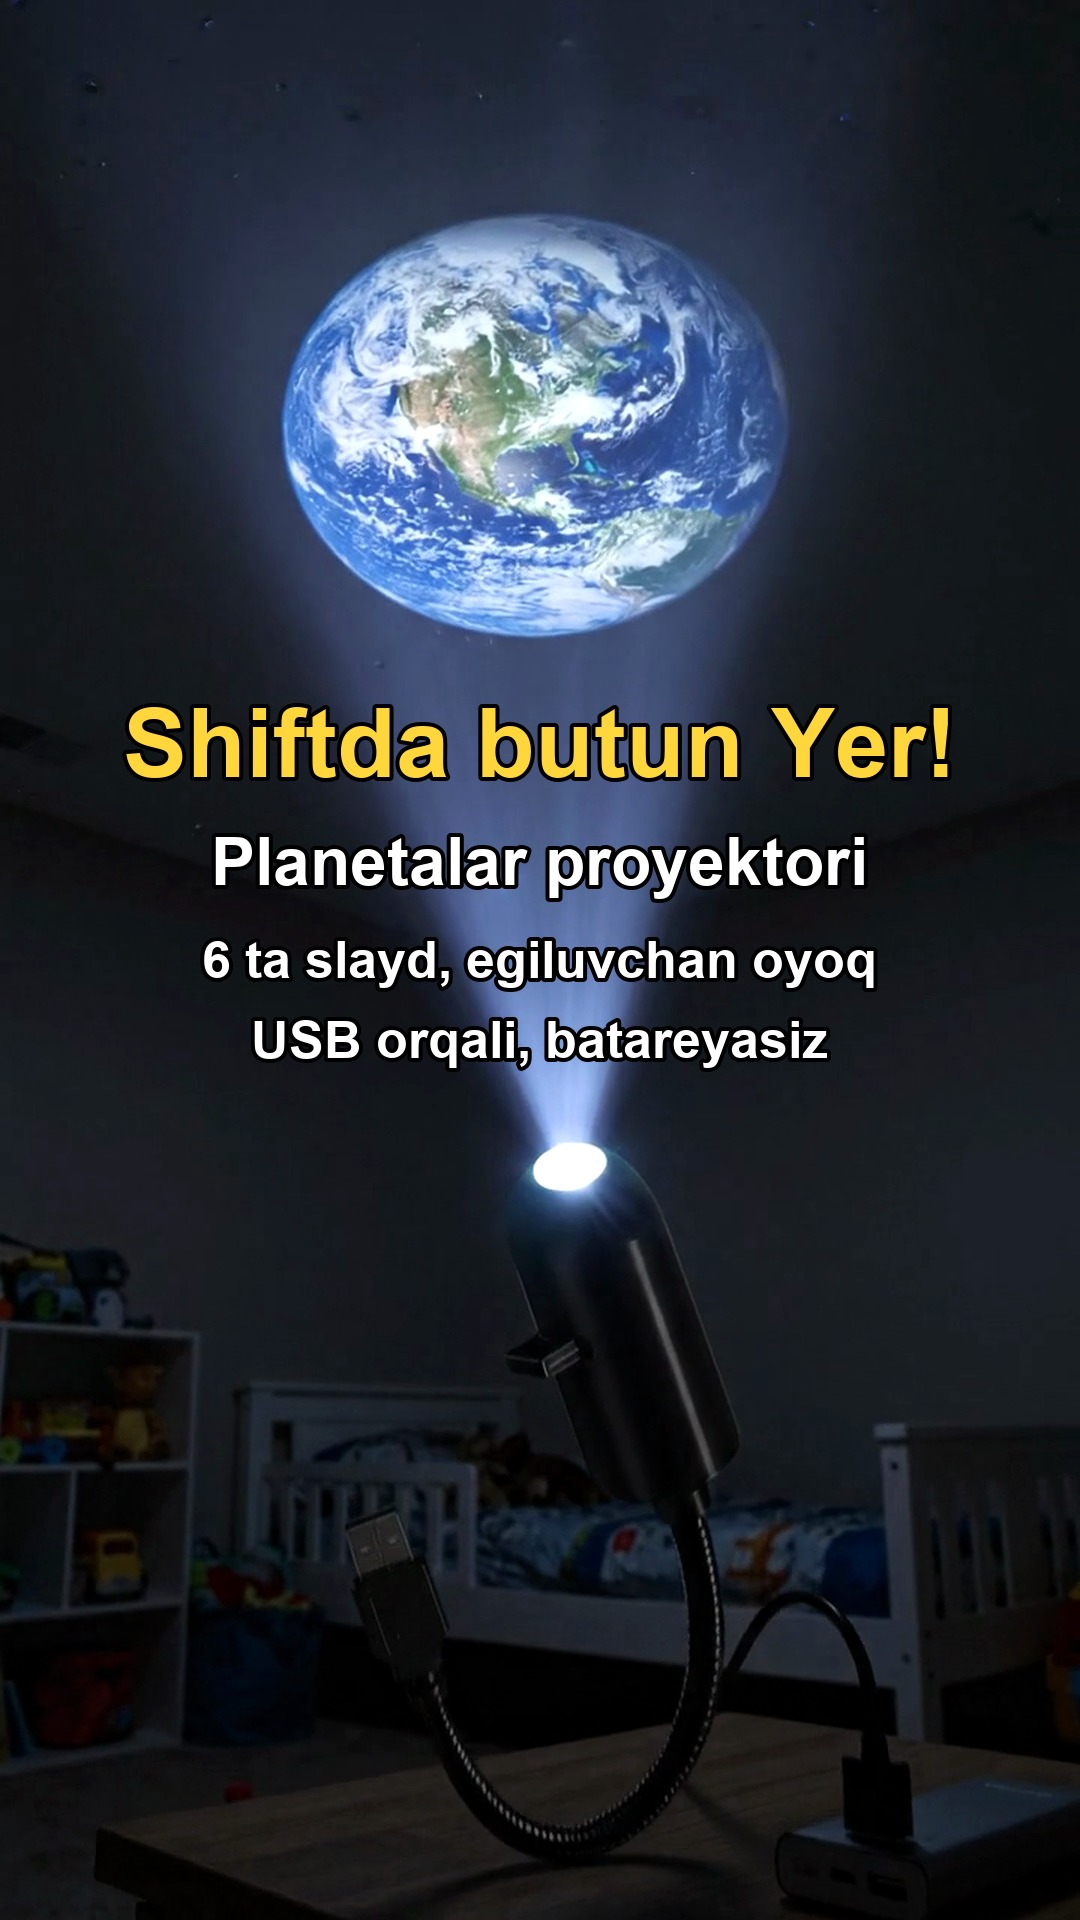 Shiftda butun Yer!
Planetalar proyektori
6 ta slayd, egiluvchan oyoq
USB orqali, batareyasiz